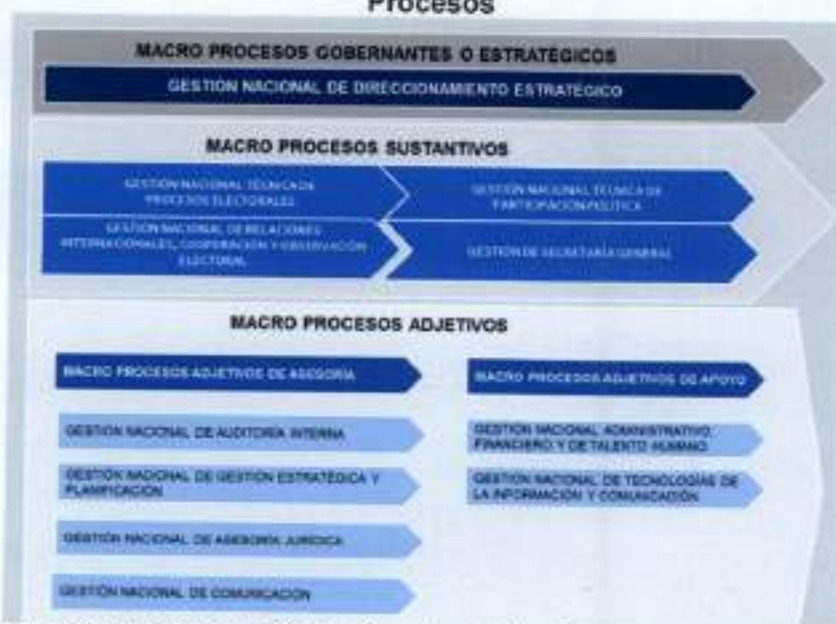 Procesos
MACRO PROCESOS GOBERNANTES O ESTRATÉGICOS
GESTIÓN NACIONAL DE DIRECCIONAMIENTO ESTRATÉGICO
MACRO PROCESOS SUSTANTIVOS
GESTIÓN NACIONAL TÉCNICA DE
PROCESOS ELECTORALES
GESTIÓN NACIONAL TÉCNICA DE
PARTICIPACIÓN POLÍTICA
GESTIÓN NACIONAL DE RELACIONES
INTERNACIONALES, COOPERACIÓN Y OBSERVACIÓN
ELECTORAL
GESTIÓN DE SECRETARÍA GENERAL
MACRO PROCESOS ADJETIVOS
MACRO PROCESOS ADJETIVOS DE ASESORÍA
GESTIÓN NACIONAL DE AUDITORÍA INTERNA
GESTIÓN NACIONAL DE GESTIÓN ESTRATÉGICA Y
PLANIFICACIÓN
GESTIÓN NACIONAL DE ASESORÍA JURÍDICA
GESTIÓN NACIONAL DE COMUNICACIÓN
MACRO PROCESOS ADJETIVOS DE APOYO
GESTIÓN NACIONAL ADMINISTRATIVO,
FINANCIERO Y DE TALENTO HUMANO
GESTIÓN NACIONAL DE TECNOLOGÍAS DE
LA INFORMACIÓN Y COMUNICACIÓN